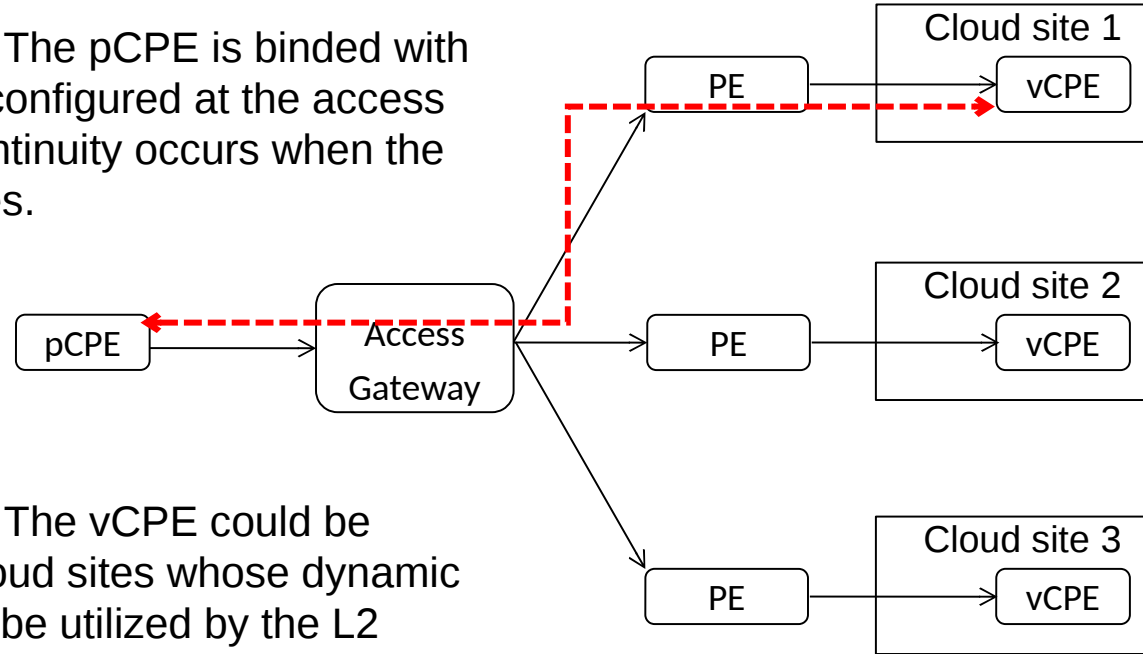 The pCPE is binded with
configured at the access
ntinuity occurs when the
es.
Cloud site 1
PE
vCPE
Cloud site 2
pCPE
Access
Gateway
PE
vCPE
The vCPE could be
oud sites whose dynamic
be utilized by the L2
Cloud site 3
PE
vCPE